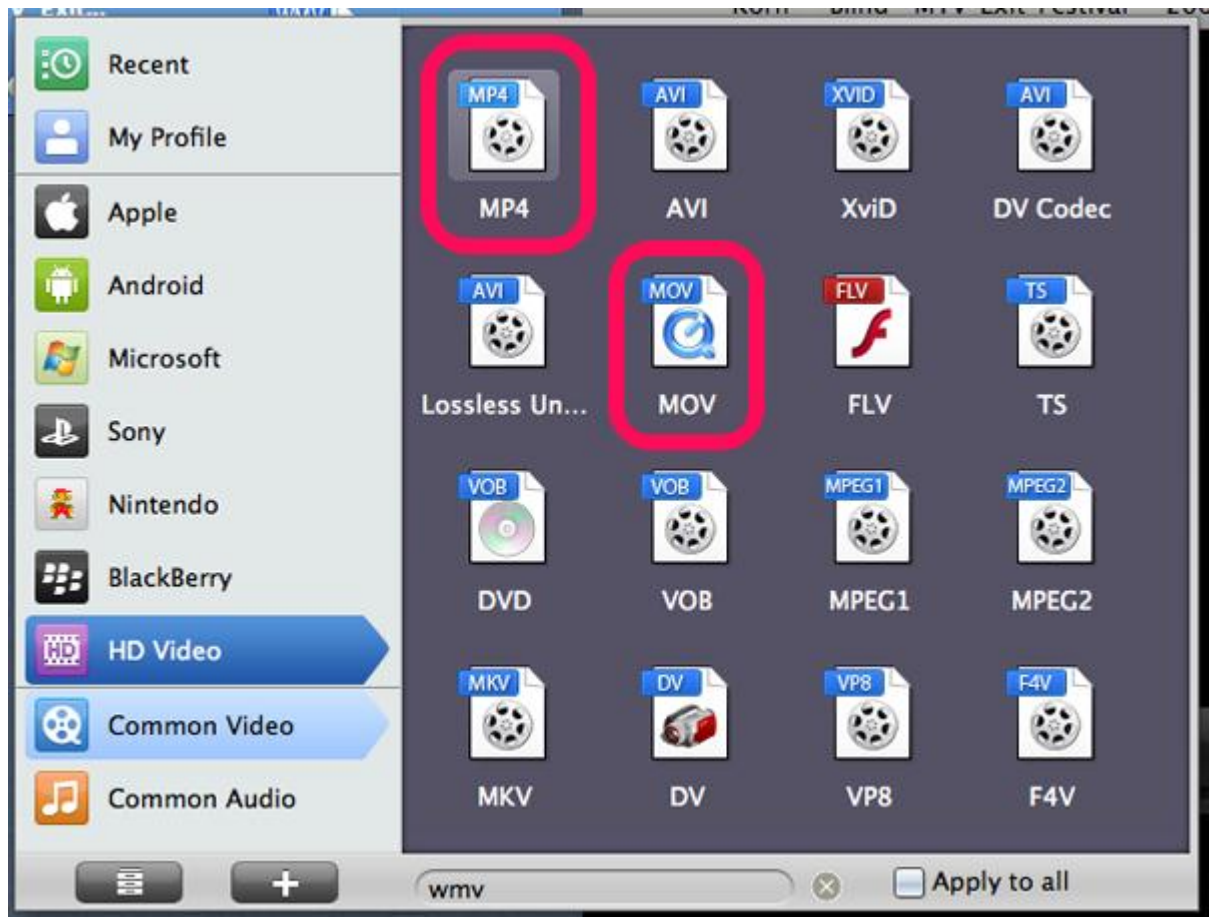 Recent
My Profile
Apple
Android
Microsoft
Sony
Nintendo
BlackBerry
HD
HD Video
Common Video
Common Audio
MP4 AVI XVID AVI
MP4 AVI XviD DV Codec
AVI MOV FLV TS
Lossless Un... MOV FLV TS
VOB VOB MPEG1 MPEG2
DVD VOB MPEG1 MPEG2
MKV DV VP8 F4V
MKV DV VP8 F4V
wmv
Apply to all